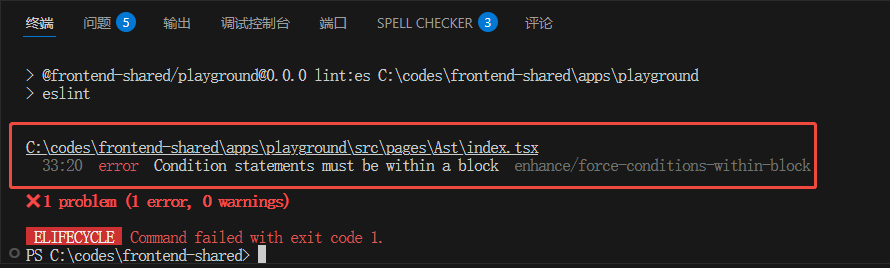 终端 问题 5 输出 调试控制台 端口 SPELL CHECKER 3 评论
> @frontend-shared/playground@0.0.0 lint:es C:\codes\frontend-shared\apps\playground
> eslint
C:\codes\frontend-shared\apps\playground\src\pages\Ast\index.tsx
33:20 error Condition statements must be within a block enhance/force-conditions-within-block
❌1 problem (1 error, 0 warnings)
ELIFECYCLE Command failed with exit code 1.
PS C:\codes\frontend-shared>